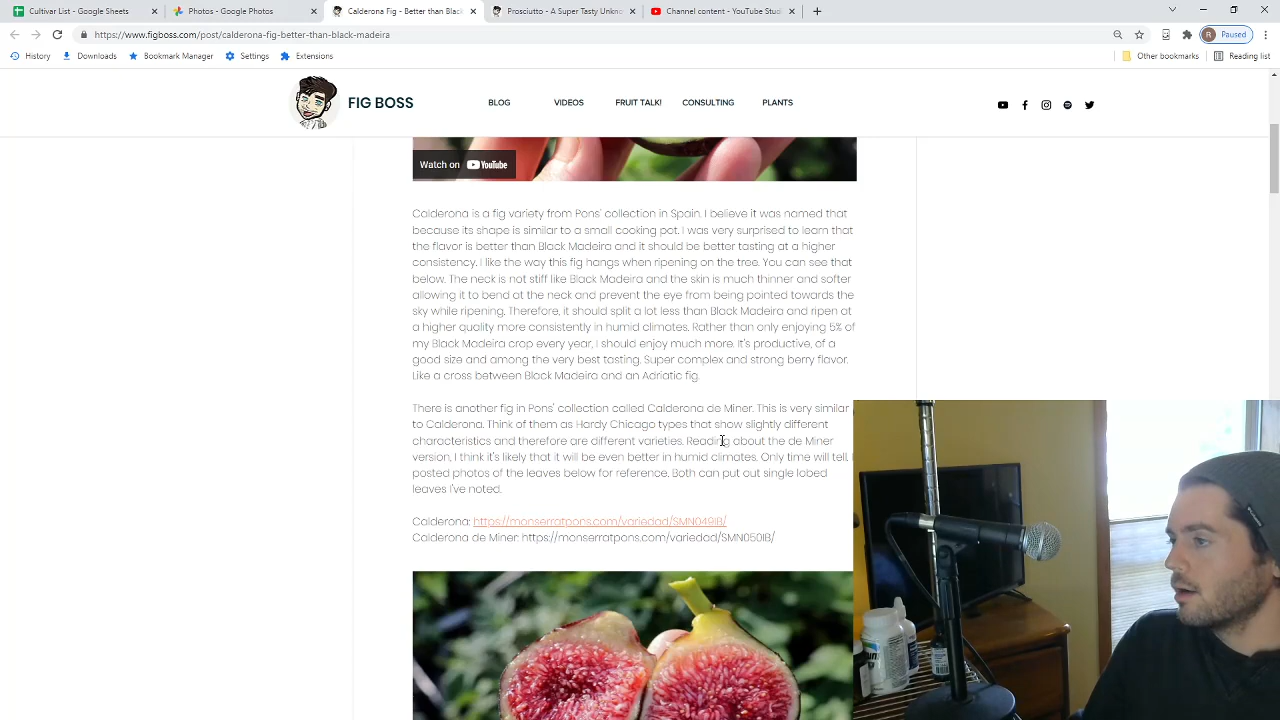 Cultivar List - Google Sheets
Photos - Google Photos
Calderona Fig - Better than Black
Prosciutto - A Super Tasty Unkno
Channel content - YouTube Studi
https://www.figboss.com/post/calderona-fig-better-than-black-madeira
R Paused
History
Downloads
Bookmark Manager
Settings
Extensions
Other bookmarks
Reading list
FIG BOSS
BLOG
VIDEOS
FRUIT TALK!
CONSULTING
PLANTS
Watch on YouTube
Calderona is a fig variety from Pons' collection in Spain. I believe it was named that
because its shape is similar to a small cooking pot. I was very surprised to learn that
the flavor is better than Black Madeira and it should be better tasting at a higher
consistency. I like the way this fig hangs when ripening on the tree. You can see that
below. The neck is not stiff like Black Madeira and the skin is much thinner and softer
allowing it to bend at the neck and prevent the eye from being pointed towards the
sky while ripening. Therefore, it should split a lot less than Black Madeira and ripen at
a higher quality more consistently in humid climates. Rather than only enjoying 5% of
my Black Madeira crop every year, I should enjoy much more. It's productive, of a
good size and among the very best tasting. Super complex and strong berry flavor.
Like a cross between Black Madeira and an Adriatic fig.
There is another fig in Pons' collection called Calderona de Miner. This is very similar
to Calderona. Think of them as Hardy Chicago types that show slightly different
characteristics and therefore are different varieties. Reading about the de Miner
version, I think it's likely that it will be even better in humid climates. Only time will tell. I
posted photos of the leaves below for reference. Both can put out single lobed
leaves I've noted.
Calderona: https://monserratpons.com/variedad/SMN049IB/
Calderona de Miner: https://monserratpons.com/variedad/SMN050IB/